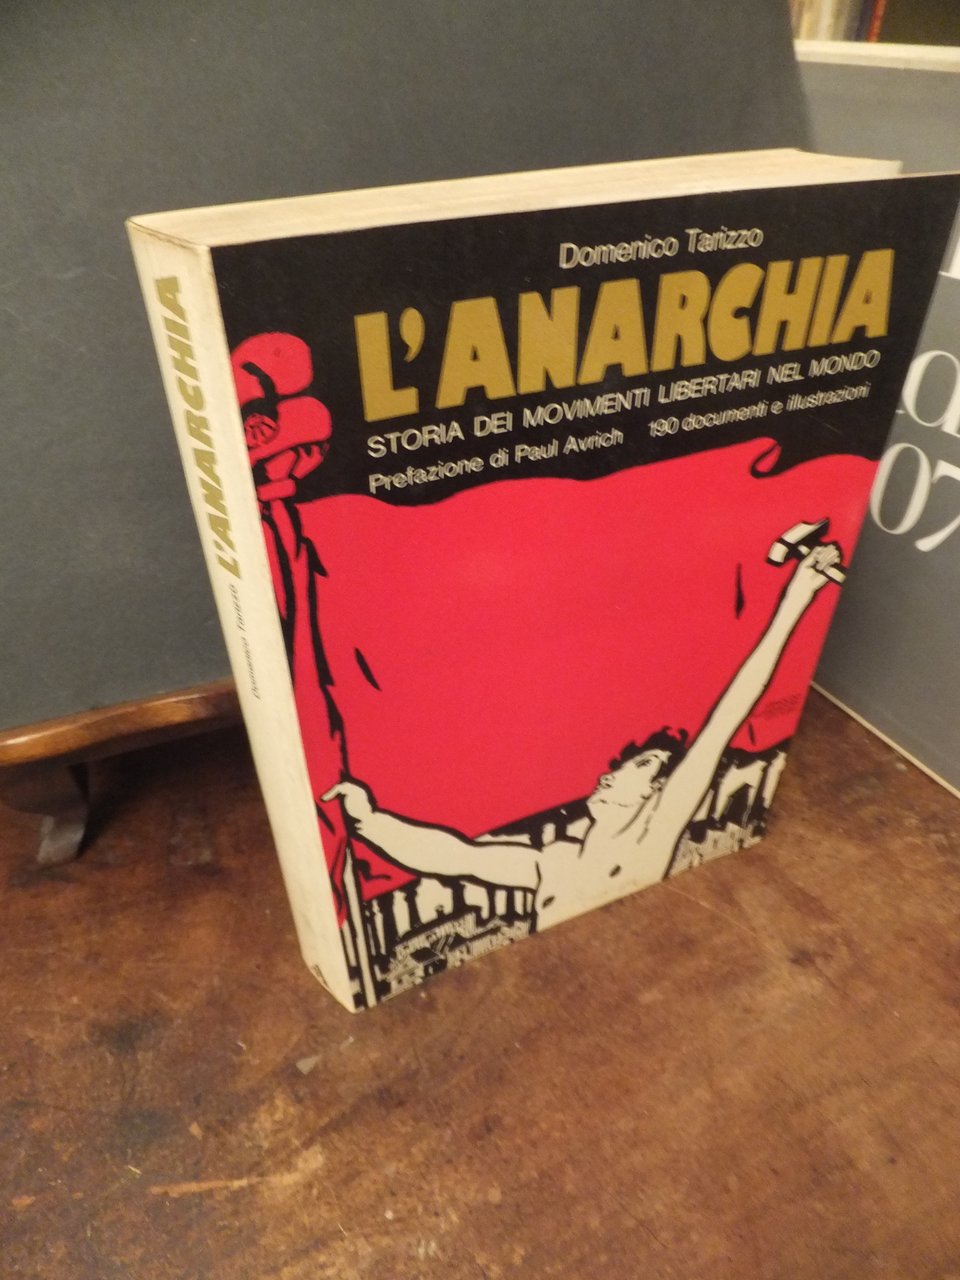 Domenico Tarizzo
L'ANARCHIA
STORIA DEI MOVIMENTI LIBERTARI NEL MONDO
Prefazione di Paul Avrich 190 documenti e illustrazioni
L'ANARCHIA
Domenico Tarizzo
07